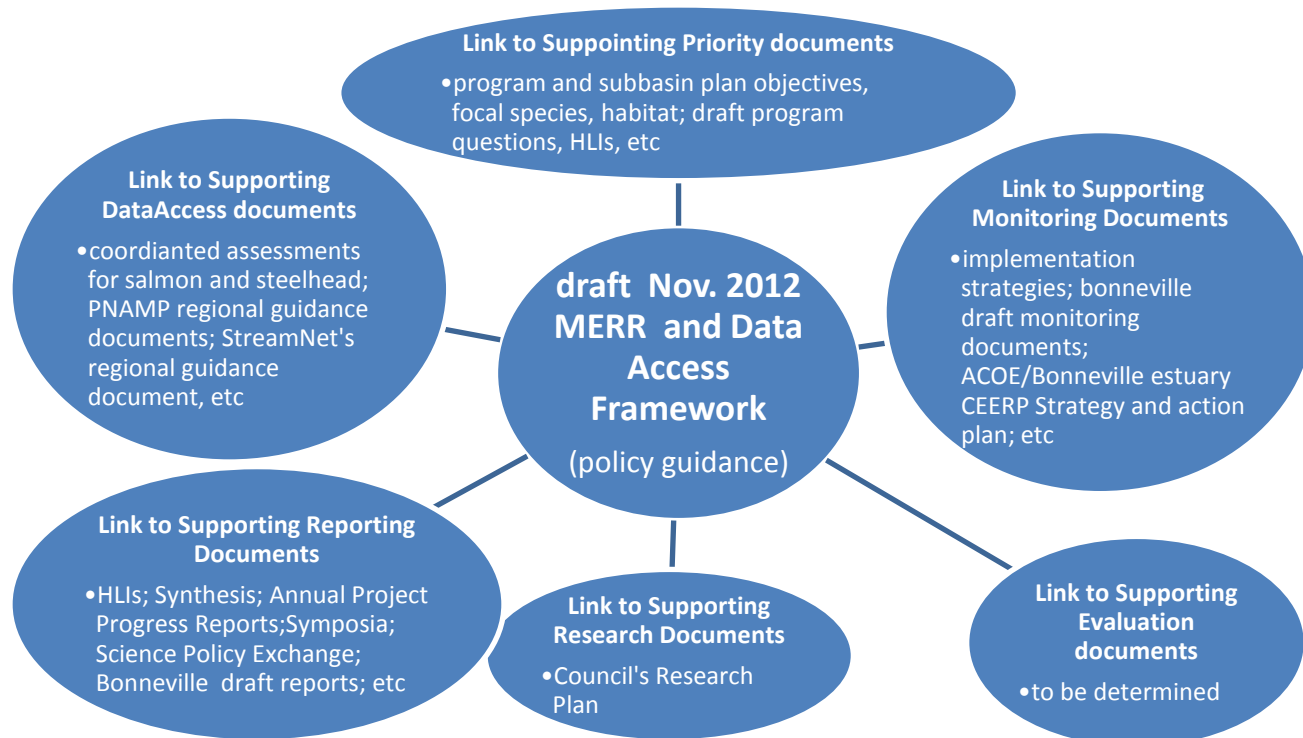 Link to Suppointing Priority documents
•program and subbasin plan objectives,
focal species, habitat; draft program
questions, HLIs, etc
Link to Supporting
DataAccess documents
•coordianted assessments
for salmon and steelhead;
PNAMP regional guidance
documents; StreamNet's
regional guidance
document, etc
Link to Supporting
Monitoring Documents
•implementation
strategies; bonneville
draft monitoring
documents;
ACOE/Bonneville estuary
CEERP Strategy and action
plan; etc
draft  Nov. 2012
MERR  and Data
Access
Framework
(policy guidance)
Link to Supporting Reporting
Documents
•HLIs; Synthesis; Annual Project
Progress Reports;Symposia;
Science Policy Exchange;
Bonneville  draft reports; etc
Link to Supporting
Research Documents
•Council's Research
Plan
Link to Supporting
Evaluation
documents
•to be determined